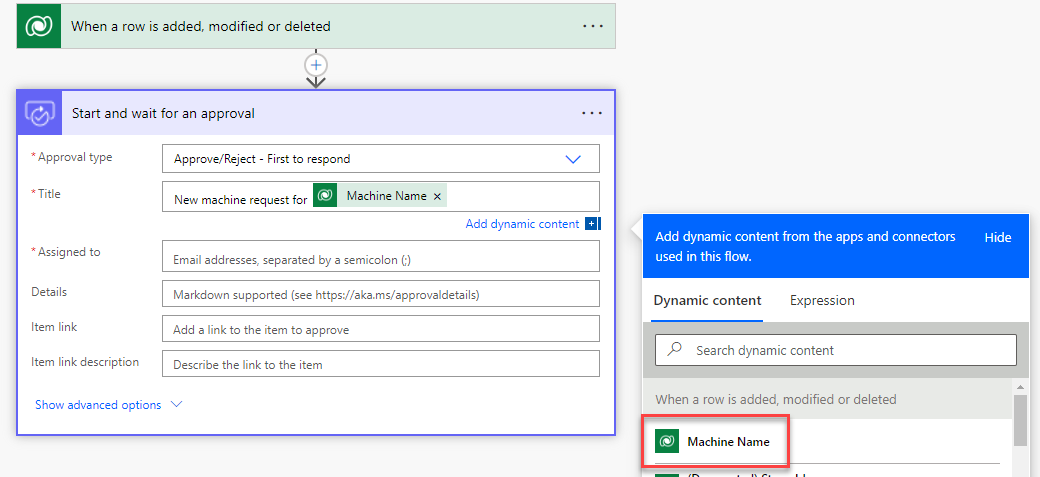 When a row is added, modified or deleted
Start and wait for an approval
* Approval type
Approve/Reject - First to respond
* Title
New machine request for Machine Name ×
Add dynamic content
* Assigned to
Email addresses, separated by a semicolon (;)
Details
Markdown supported (see https://aka.ms/approvaldetails)
Item link
Add a link to the item to approve
Item link description
Describe the link to the item
Show advanced options
Add dynamic content from the apps and connectors
used in this flow.
Hide
Dynamic content
Expression
Search dynamic content
When a row is added, modified or deleted
Machine Name